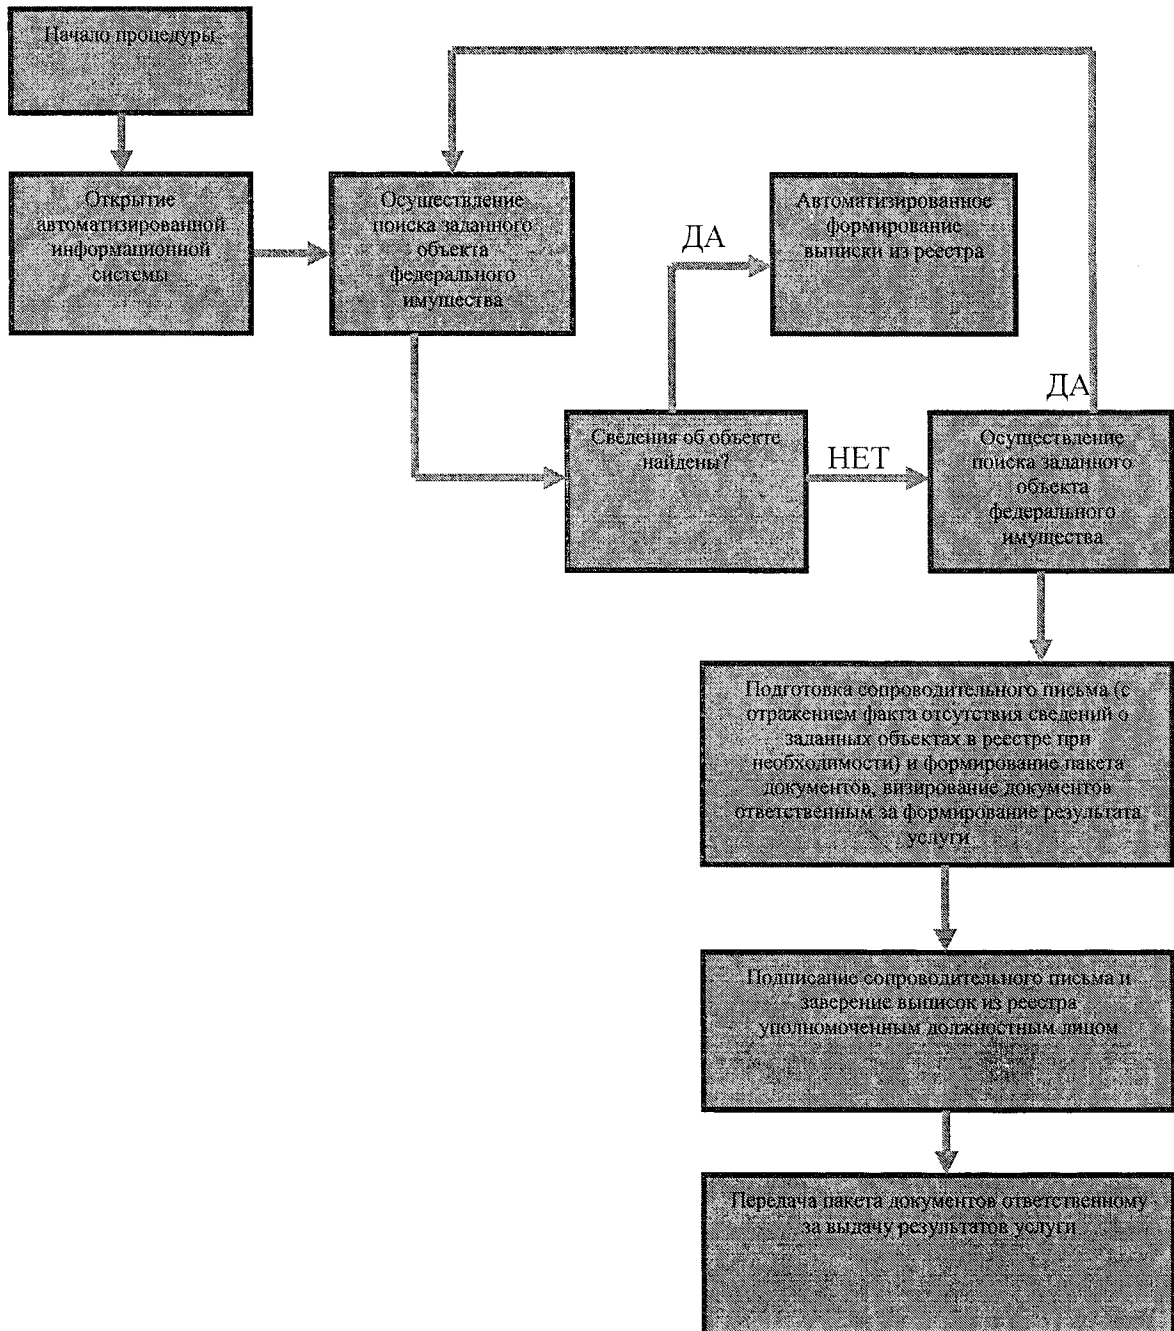 Начало процедуры
Открытие
автоматизированной
информационной
системы
Осуществление
поиска заданного
объекта
федерального
имущества
ДА
Автоматизированное
формирование
выписки из реестра
Сведения об объекте
найдены?
НЕТ
ДА
Осуществление
поиска заданного
объекта
федерального
имущества
Подготовка сопроводительного письма (с
отражением факта отсутствия сведений о
заданных объектах в реестре при
необходимости) и формирование пакета
документов, визирование документов
ответственным за формирование результата
услуги
Подписание сопроводительного письма и
заверение выписок из реестра
уполномоченным должностным лицом
Передача пакета документов ответственному
за выдачу результатов услуги